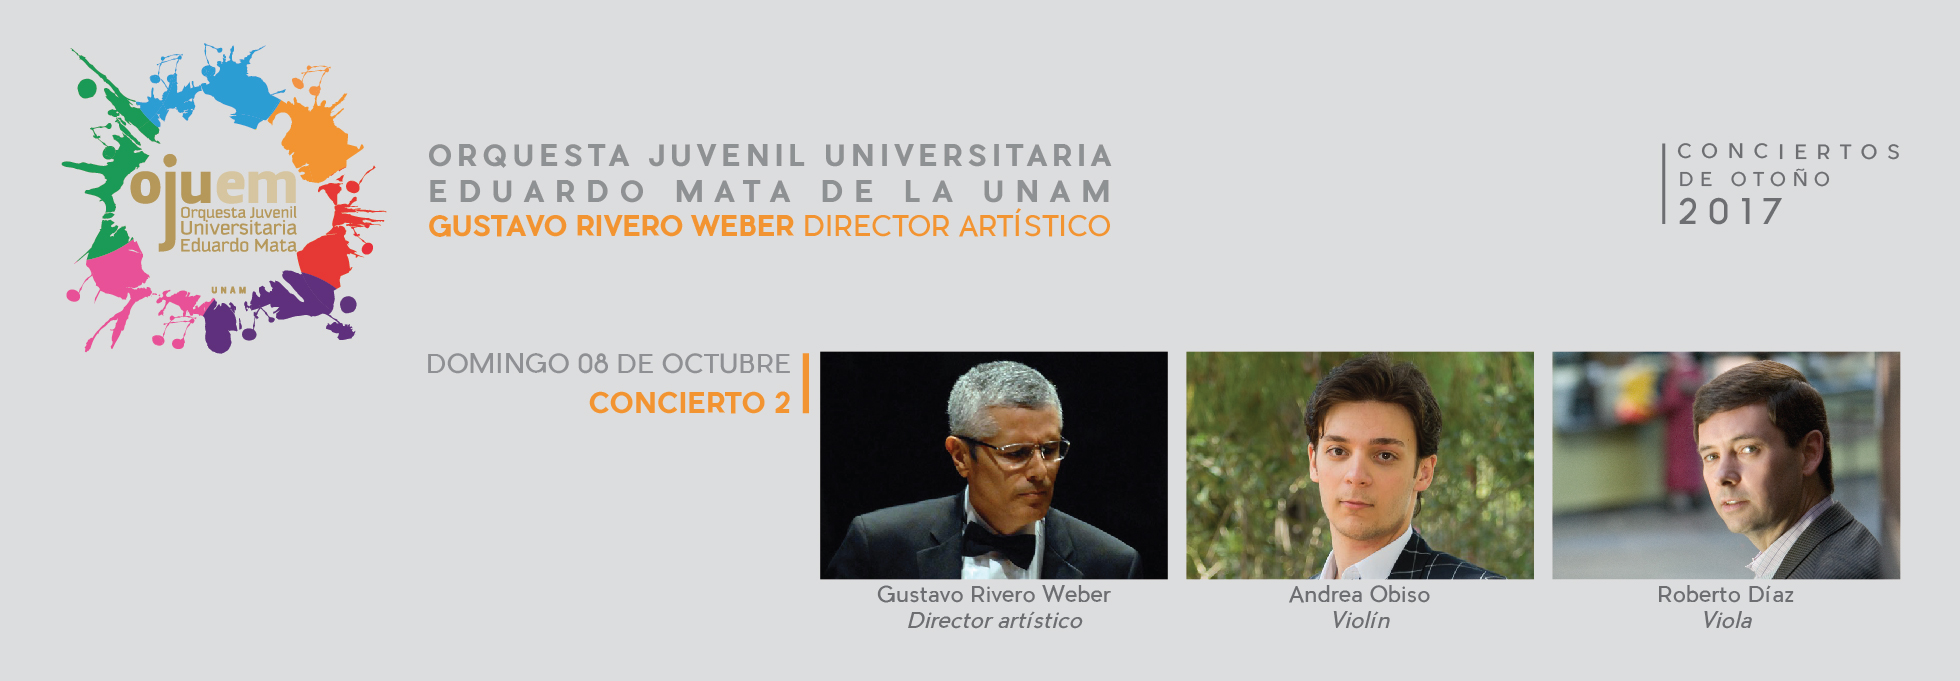 ojuem
Orquesta Juvenil
Universitaria
Eduardo Mata
UNAM
ORQUESTA JUVENIL UNIVERSITARIA
EDUARDO MATA DE LA UNAM
GUSTAVO RIVERO WEBER DIRECTOR ARTÍSTICO
CONCIERTOS
DE OTOÑO
2017
DOMINGO 08 DE OCTUBRE
CONCIERTO 2
Gustavo Rivero Weber
Director artístico
Andrea Obiso
Violín
Roberto Díaz
Viola